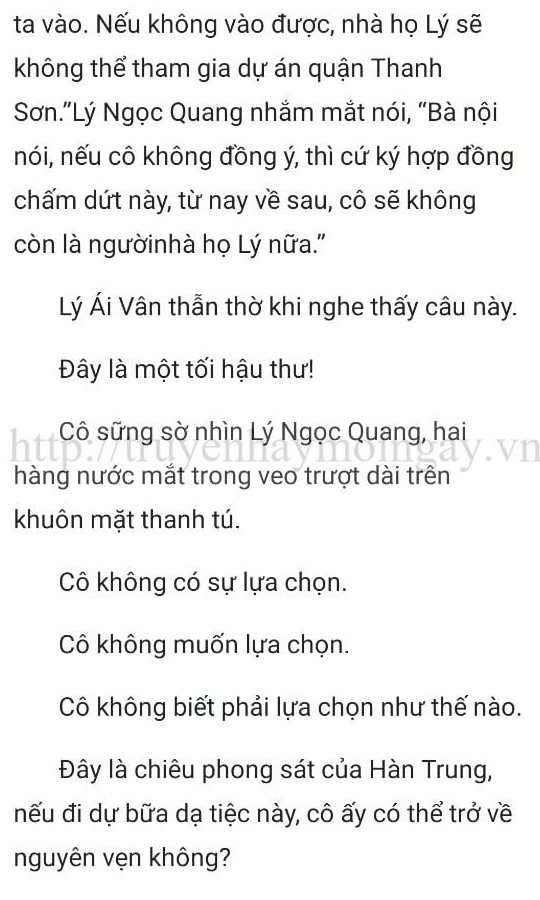 ta vào. Nếu không vào được, nhà họ Lý sẽ
không thể tham gia dự án quận Thanh
Sơn.”Lý Ngọc Quang nhắm mắt nói, “Bà nội
nói, nếu cô không đồng ý, thì cứ ký hợp đồng
chấm dứt này, từ nay về sau, cô sẽ không
còn là ngườinhà họ Lý nữa.”
Lý Ái Vân thẫn thờ khi nghe thấy câu này.
Đây là một tối hậu thư!
Cô sững sờ nhìn Lý Ngọc Quang, hai
http://truyenhaymoingay.vn
hàng nước mắt trong veo trượt dài trên
khuôn mặt thanh tú.
Cô không có sự lựa chọn.
Cô không muốn lựa chọn.
Cô không biết phải lựa chọn như thế nào.
Đây là chiêu phong sát của Hàn Trung,
nếu đi dự bữa dạ tiệc này, cô ấy có thể trở về
nguyên vẹn không?